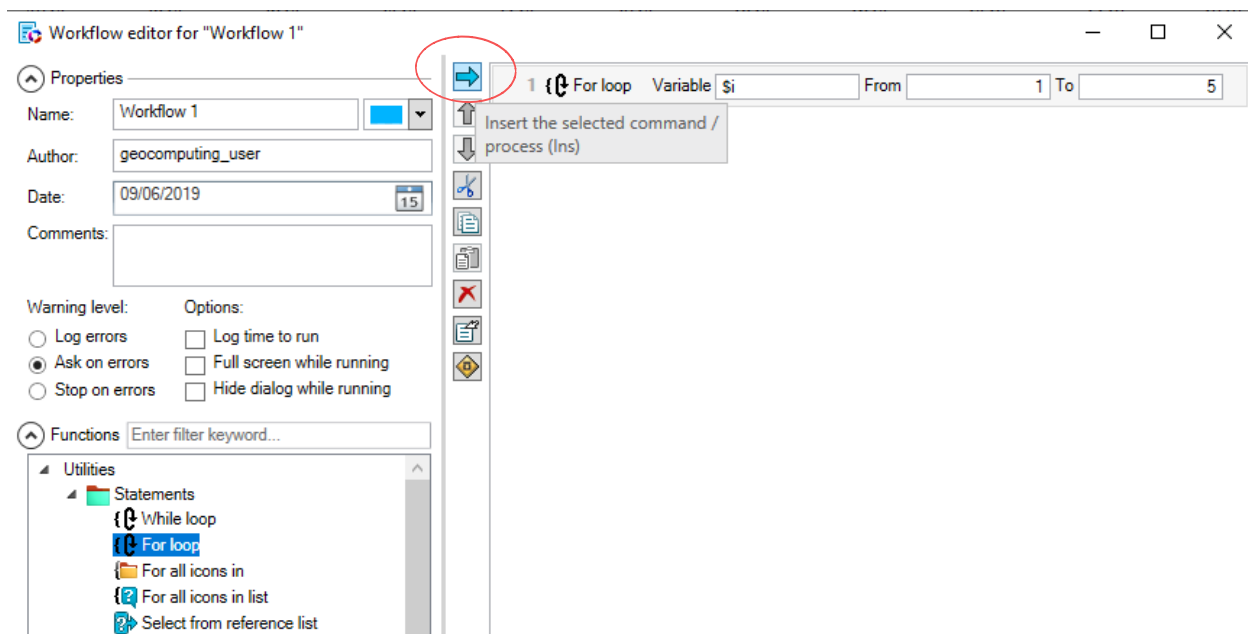 Workflow editor for "Workflow 1"
Properties
Name: Workflow 1
Author: geocomputing_user
Date: 09/06/2019 15
Comments:
Warning level: Options:
Log errors Log time to run
Ask on errors Full screen while running
Stop on errors Hide dialog while running
Functions Enter filter keyword...
Utilities
Statements
While loop
For loop
For all icons in
For all icons in list
Select from reference list
1 For loop Variable $i From 1 To 5
Insert the selected command /
process (Ins)